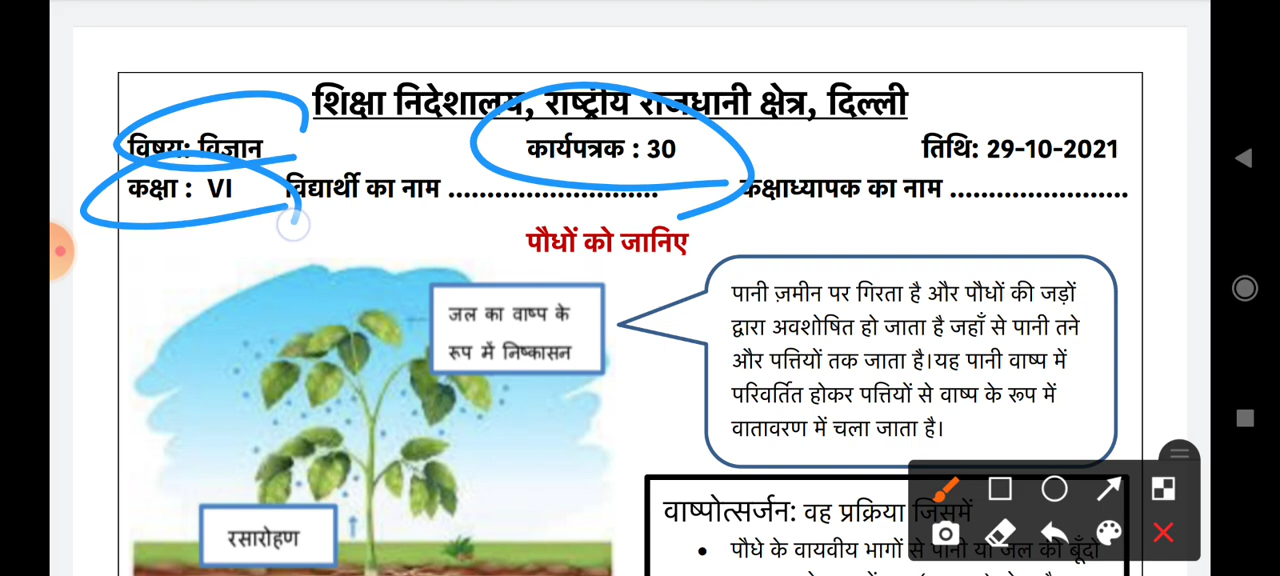 शिक्षा निदेशालय, राष्ट्रीय राजधानी क्षेत्र, दिल्ली
विषय: विज्ञान कार्यपत्रक : 30 तिथि: 29-10-2021
कक्षा : VI विद्यार्थी का नाम ............................ कक्षाध्यापक का नाम ........................
पौधों को जानिए
जल का वाष्प के
रूप में निष्कासन
पानी ज़मीन पर गिरता है और पौधों की जड़ों
द्वारा अवशोषित हो जाता है जहाँ से पानी तने
और पत्तियों तक जाता है।यह पानी वाष्प में
परिवर्तित होकर पत्तियों से वाष्प के रूप में
वातावरण में चला जाता है।
रसारोहण
वाष्पोत्सर्जन: वह प्रक्रिया जिसमें
• पौधे के वायवीय भागों से पानी या जल की बूँदों